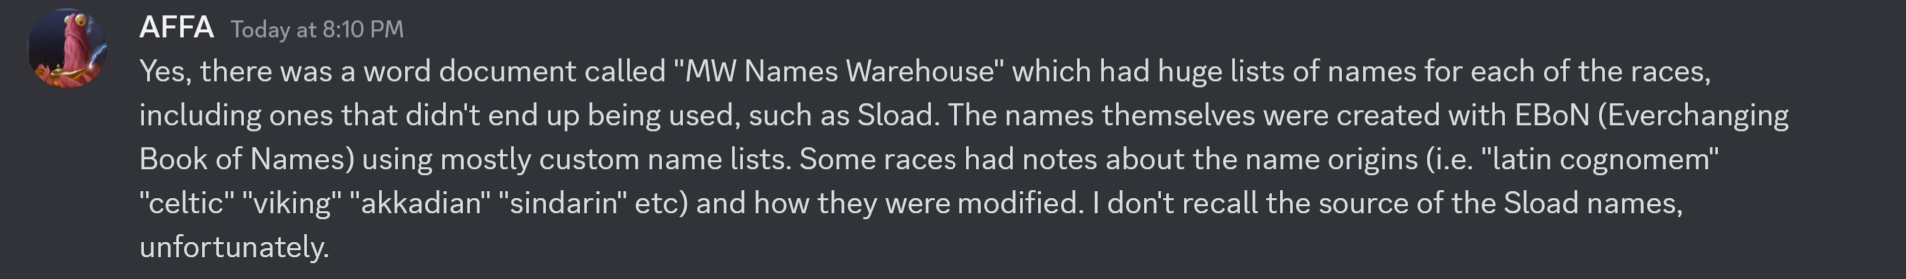 AFFA Today at 8:10 PM
Yes, there was a word document called "MW Names Warehouse" which had huge lists of names for each of the races,
including ones that didn't end up being used, such as Sload. The names themselves were created with EBoN (Everchanging
Book of Names) using mostly custom name lists. Some races had notes about the name origins (i.e. "latin cognomem"
"celtic" "viking" "akkadian" "sindarin" etc) and how they were modified. I don't recall the source of the Sload names,
unfortunately.